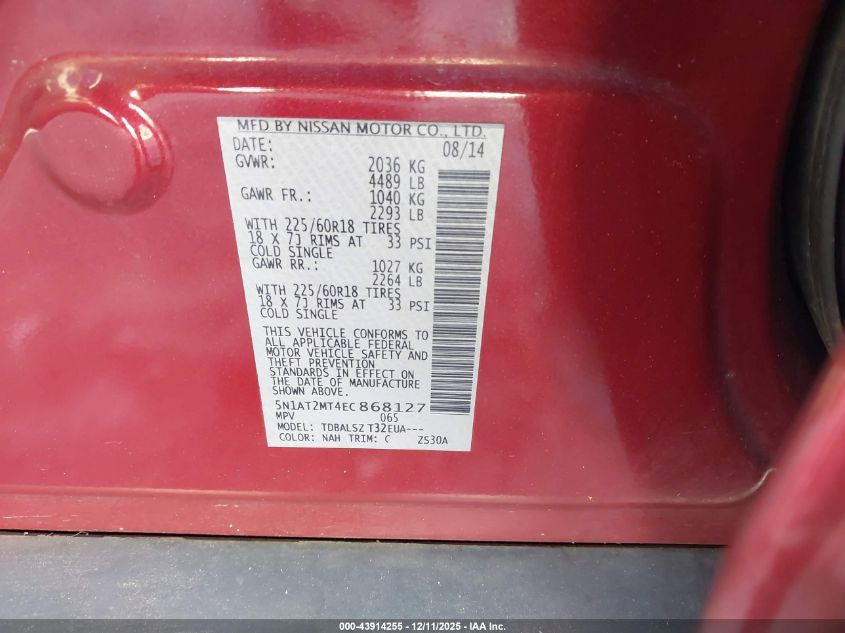 MFD BY NISSAN MOTOR CO., LTD.
DATE: 08/14
GVWR: 2036 KG
4489 LB
GAWR FR.: 1040 KG
2293 LB
WITH 225/60R18 TIRES
18 X 7J RIMS AT 33 PSI
COLD SINGLE
GAWR RR.: 1027 KG
2264 LB
WITH 225/60R18 TIRES
18 X 7J RIMS AT 33 PSI
COLD SINGLE
THIS VEHICLE CONFORMS TO
ALL APPLICABLE FEDERAL
MOTOR VEHICLE SAFETY AND
THEFT PREVENTION
STANDARDS IN EFFECT ON
THE DATE OF MANUFACTURE
SHOWN ABOVE.
5N1AT2MT4EC868127
MPV 065
MODEL: TDBALSZ T32EUA---
COLOR: NAH TRIM: C ZS30A
000-43914255 - 12/11/2025 - IAA Inc.